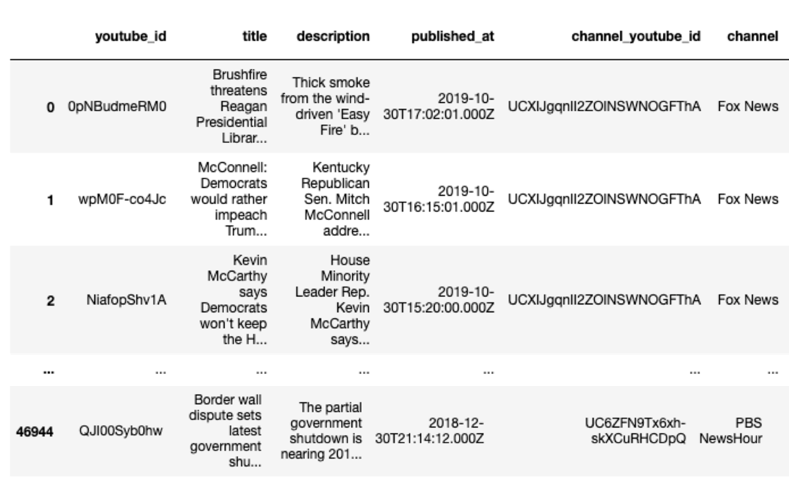 youtube_id
title
description
published_at
channel_youtube_id
channel
0
0pNBudmeRM0
Brushfire
threatens
Reagan
Presidential
Librar...
Thick smoke
from the wind-
driven 'Easy
Fire' b...
2019-10-
30T17:02:01.000Z
UCXIJgqnII2ZOINSWNOGFThA
Fox News
1
wpM0F-co4Jc
McConnell:
Democrats
would rather
impeach
Trum...
Kentucky
Republican
Sen. Mitch
McConnell
addre...
2019-10-
30T16:15:01.000Z
UCXIJgqnII2ZOINSWNOGFThA
Fox News
2
NiafopShv1A
Kevin
McCarthy
says
Democrats
won't keep
the H...
House
Minority
Leader Rep.
Kevin
McCarthy
says...
2019-10-
30T15:20:00.000Z
UCXIJgqnII2ZOINSWNOGFThA
Fox News
...
...
...
...
...
...
...
46944
QJI00Syb0hw
Border wall
dispute sets
latest
government
shu...
The partial
government
shutdown is
nearing 201...
2018-12-
30T21:14:12.000Z
UC6ZFN9Tx6xh-
skXCuRHCDpQ
PBS
NewsHour